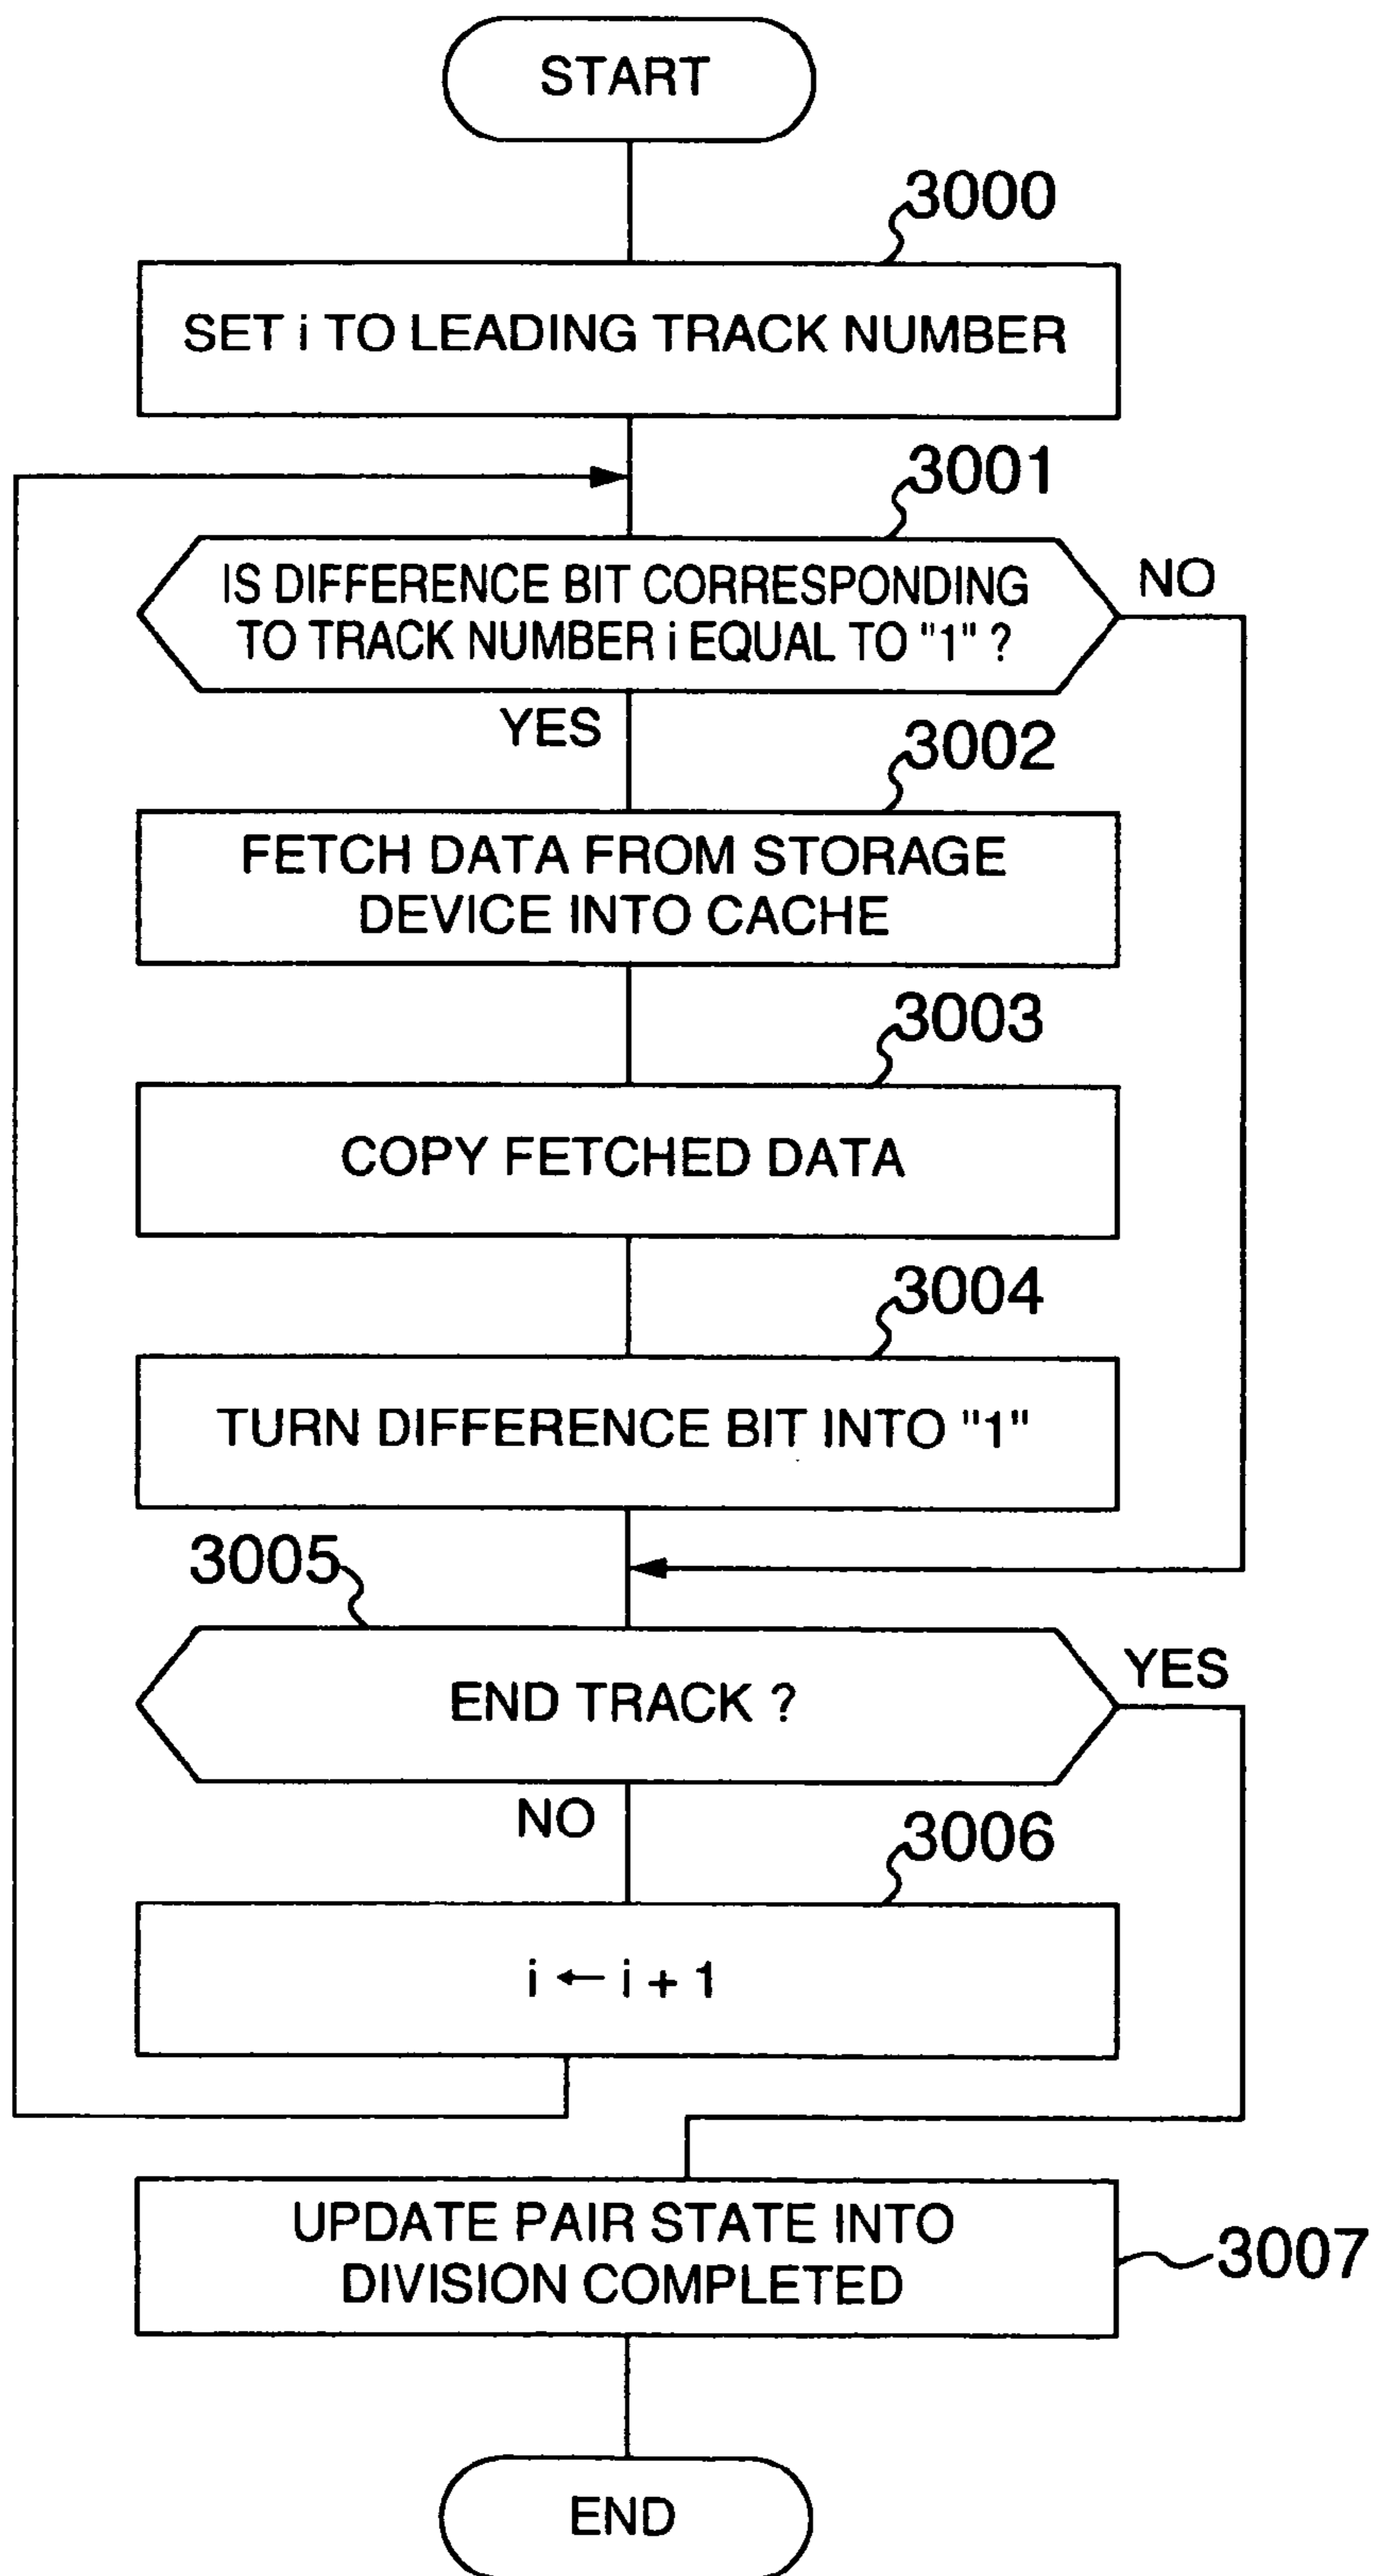 START
3000
SET i TO LEADING TRACK NUMBER
3001
IS DIFFERENCE BIT CORRESPONDING
TO TRACK NUMBER i EQUAL TO "1" ?
NO
YES
3002
FETCH DATA FROM STORAGE
DEVICE INTO CACHE
3003
COPY FETCHED DATA
3004
TURN DIFFERENCE BIT INTO "1"
3005
END TRACK ?
YES
NO
3006
i ← i + 1
UPDATE PAIR STATE INTO
DIVISION COMPLETED
3007
END